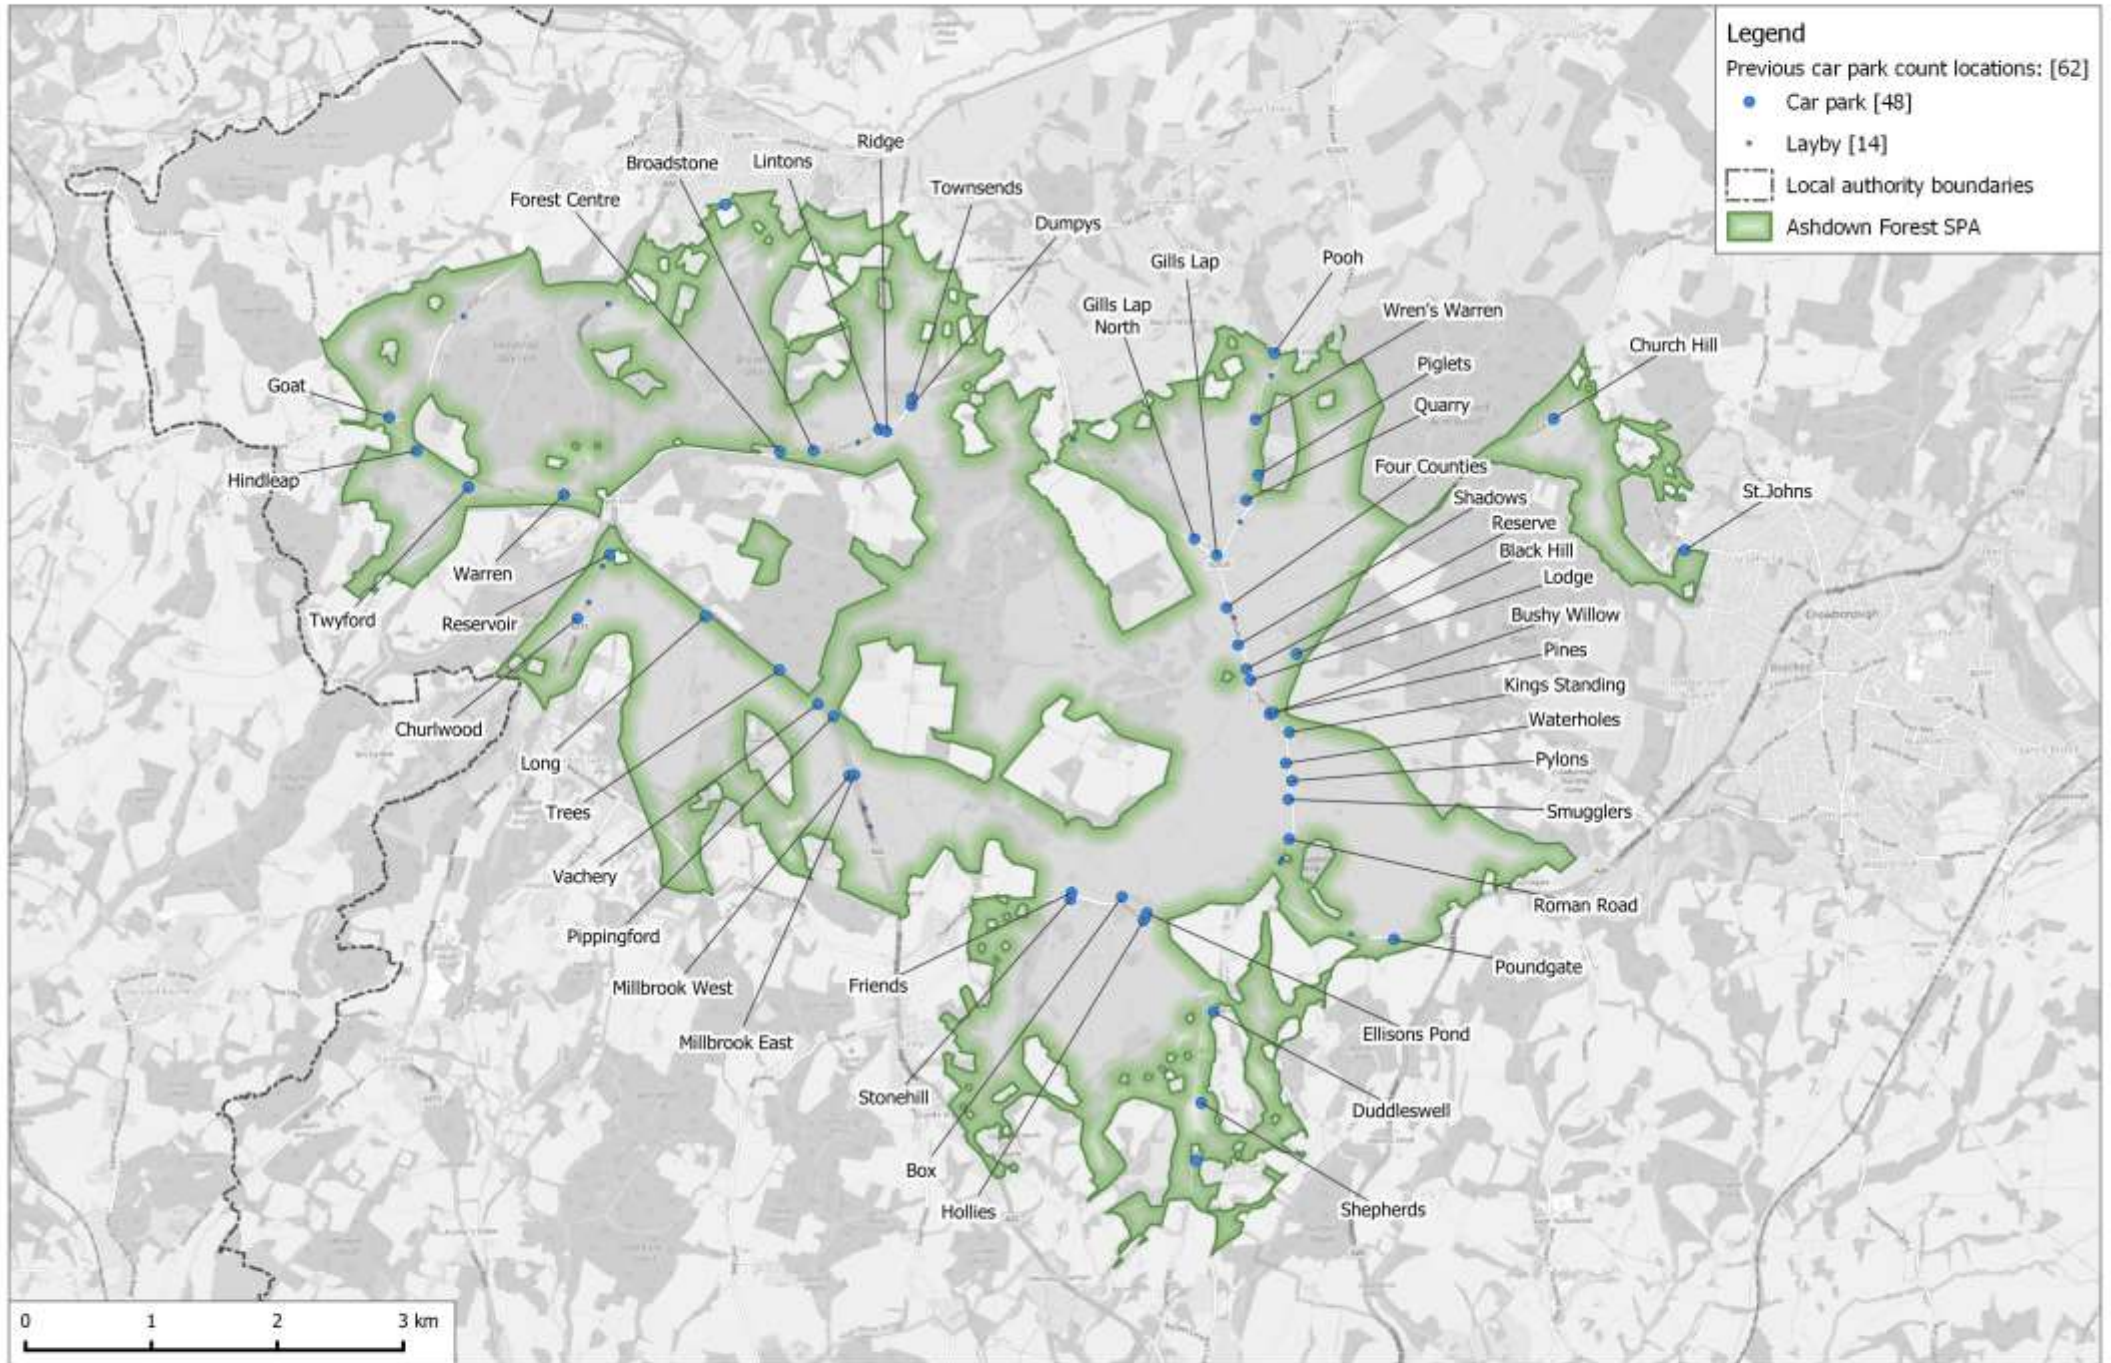 Legend
Previous car park count locations: [62]
Car park [48]
Layby [14]
Local authority boundaries
Ashdown Forest SPA
Ridge
Broadstone
Lintons
Forest Centre
Townsends
Dumpys
Gills Lap
Pooh
Gills Lap
North
Wren's Warren
Church Hill
Piglets
Goat
Quarry
Four Counties
Hindleap
Shadows
St.Johns
Reserve
Black Hill
Warren
Lodge
Twyford
Reservoir
Bushy Willow
Pines
Kings Standing
Churlwood
Waterholes
Long
Pylons
Trees
Smugglers
Vachery
Roman Road
Pippingford
Poundgate
Millbrook West
Friends
Ellisons Pond
Millbrook East
Stonehill
Duddleswell
Box
Hollies
Shepherds
Crowborough
0 1 2 3 km